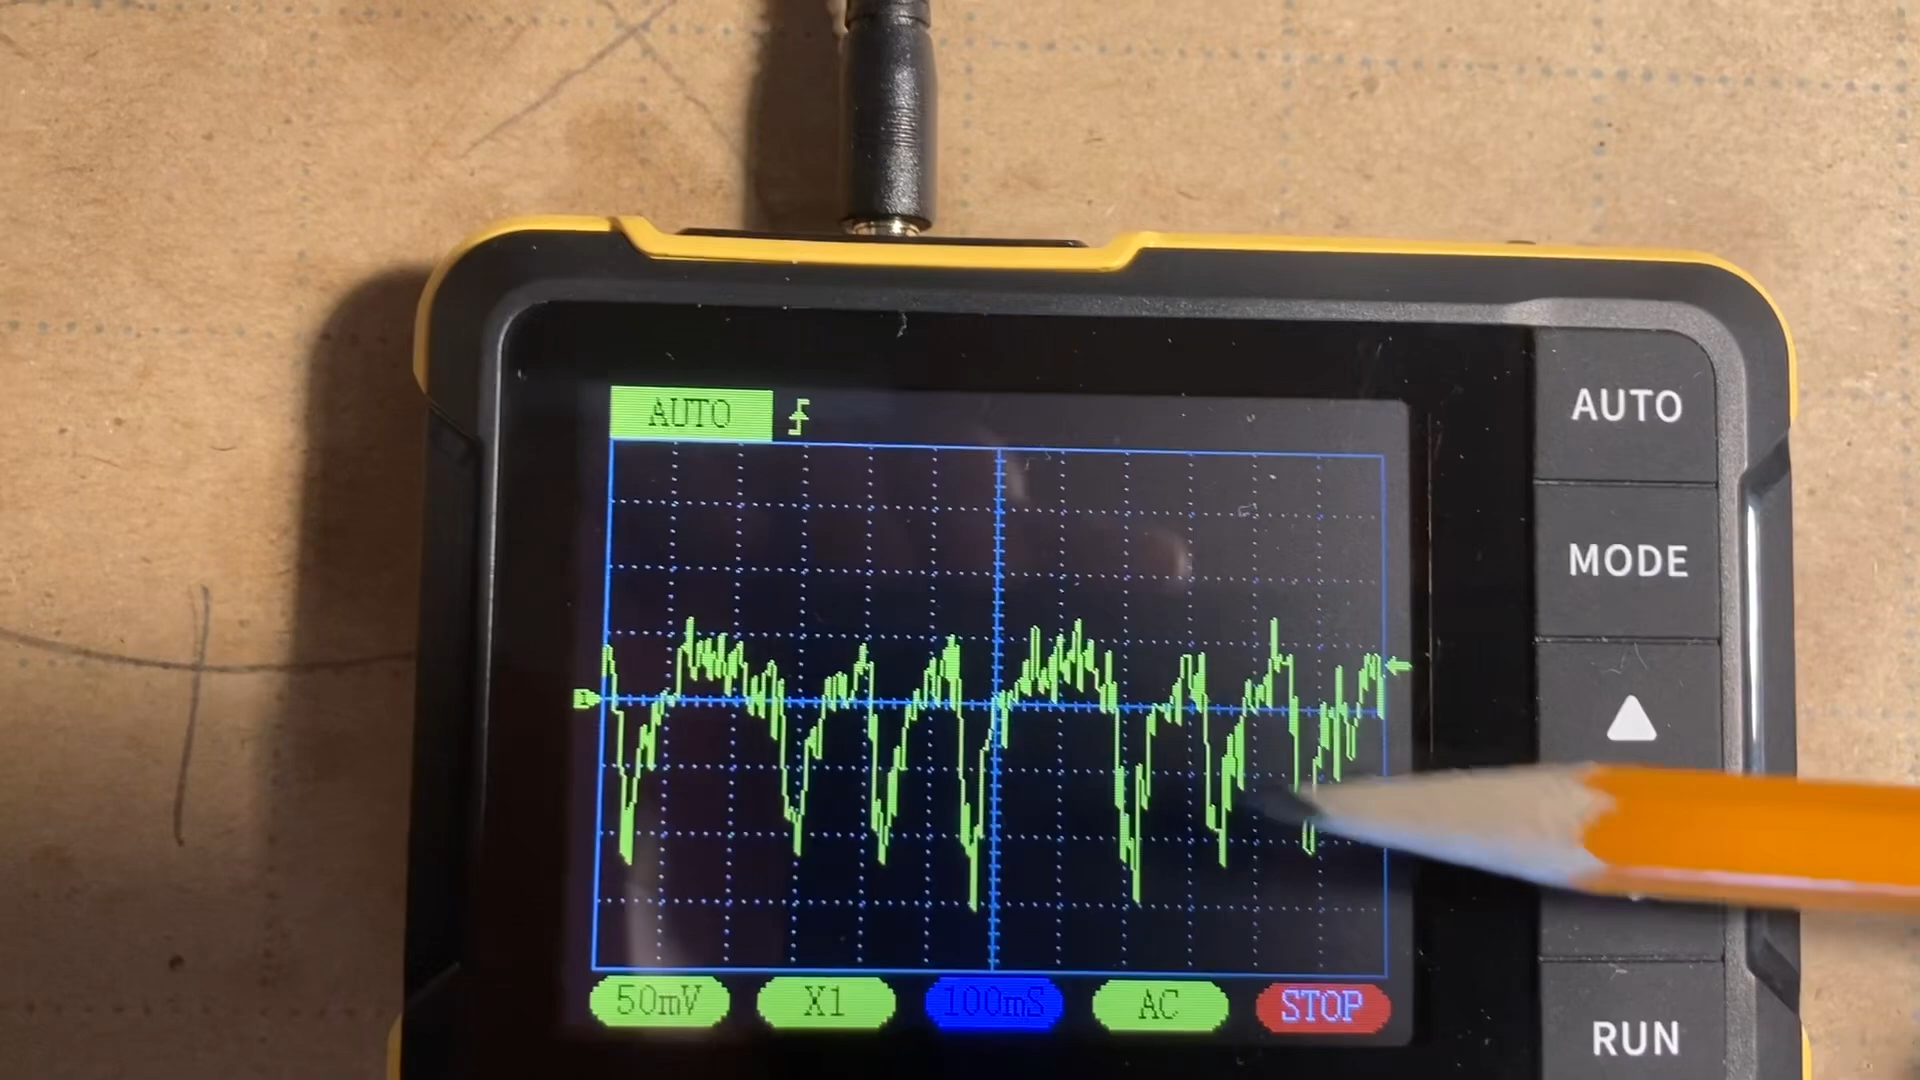 AUTO
AUTO
MODE
50mV
X1
100mS
AC
STOP
RUN